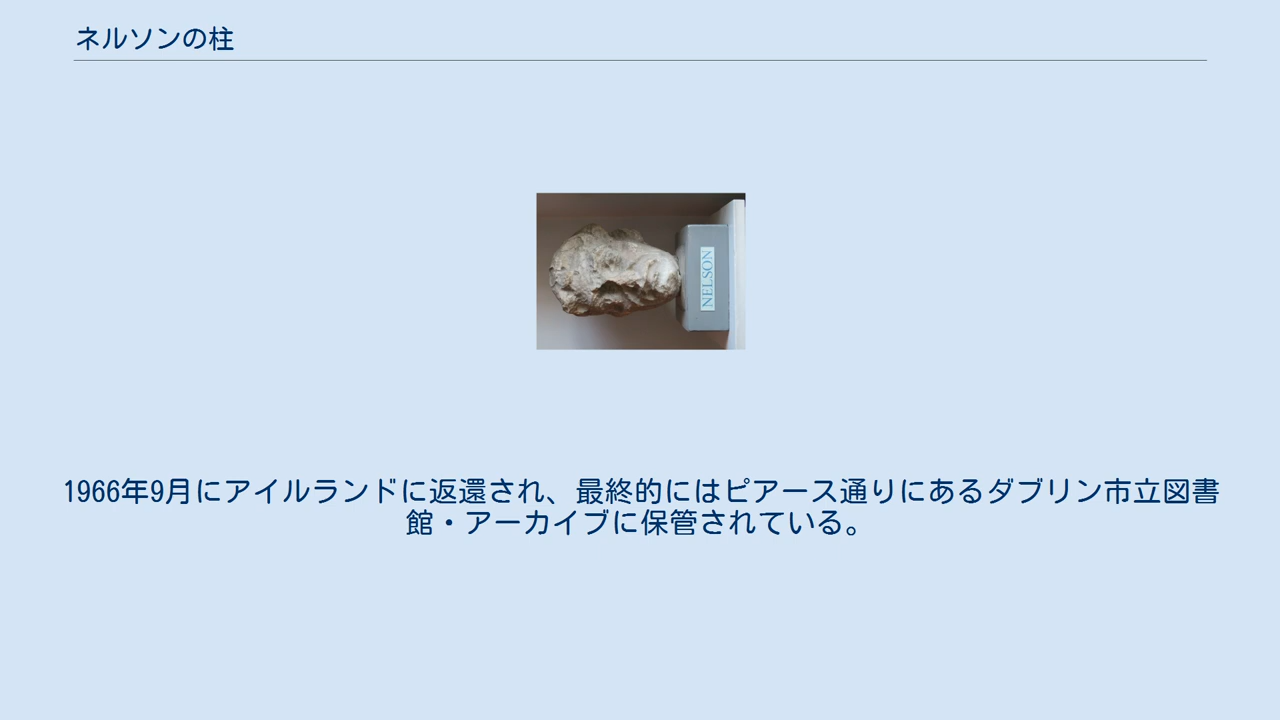 ネルソンの柱
NELSON
1966年9月にアイルランドに返還され、最終的にはピアース通りにあるダブリン市立図書
館・アーカイブに保管されている。